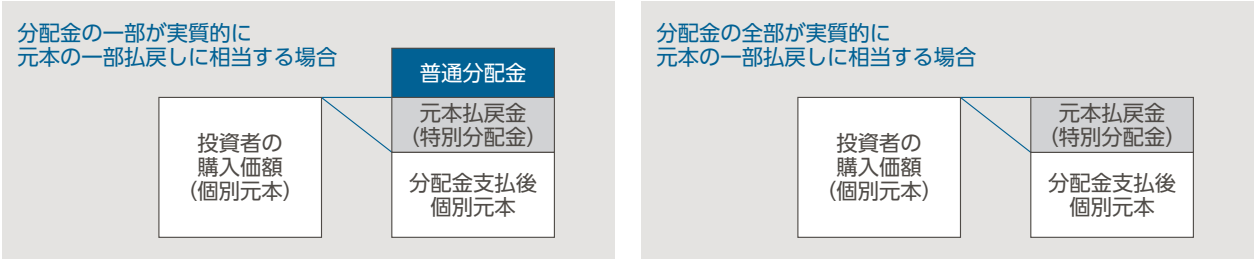 分配金の一部が実質的に
元本の一部払戻しに相当する場合
普通分配金
元本払戻金
(特別分配金)
投資者の
購入価額
(個別元本)
分配金支払後
個別元本
分配金の全部が実質的に
元本の一部払戻しに相当する場合
元本払戻金
(特別分配金)
投資者の
購入価額
(個別元本)
分配金支払後
個別元本